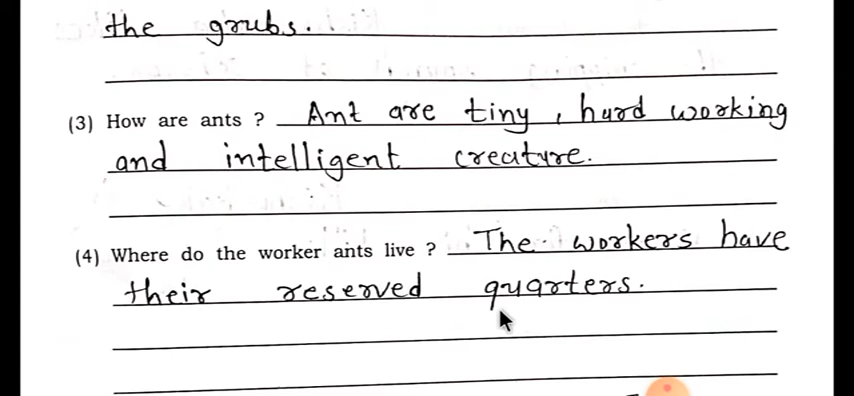 the grubs.
(3) How are ants ? Ant are tiny, hard working
and intelligent creature.
(4) Where do the worker ants live ? The workers have
their reserved quarters.